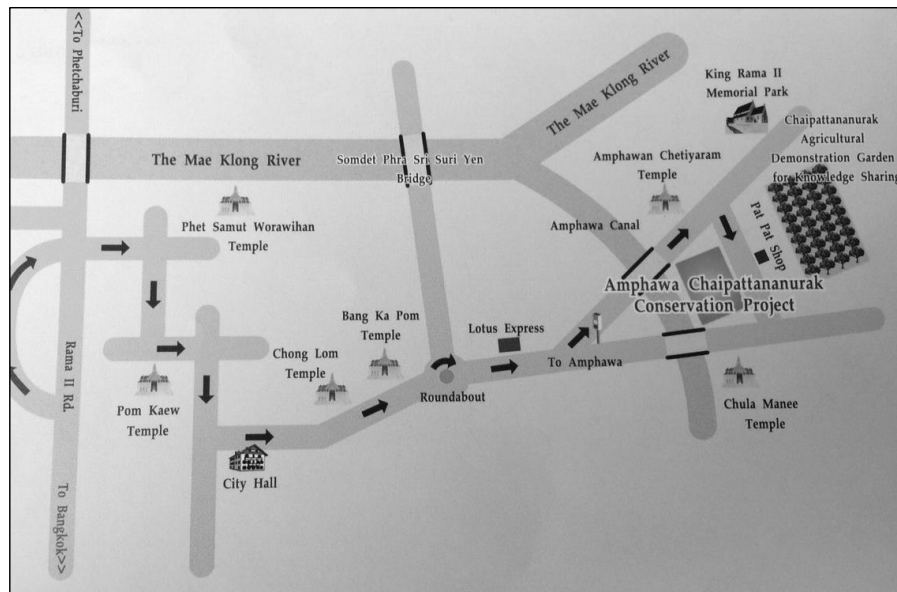 <<To Phetchaburi
The Mae Klong River
Somdet Phra Sri Suri Yen
Bridge
The Mae Klong River
King Rama II
Memorial Park
Chaipattananurak
Agricultural
Demonstration Garden
for Knowledge Sharing
Amphawan Chetiyaram
Temple
Phet Samut Worawihan
Temple
Amphawa Canal
Pat Pat Shop
Amphawa Chaipattananurak
Conservation Project
Bang Ka Pom
Temple
Lotus Express
Chong Lom
Temple
To Amphawa
Rama II Rd.
Roundabout
Pom Kaew
Temple
Chula Manee
Temple
City Hall
To Bangkok>>